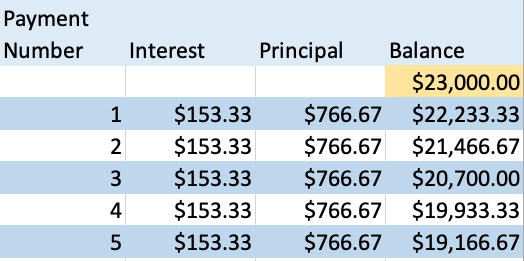 Payment
Number Interest Principal Balance
$23,000.00
1 $153.33 $766.67 $22,233.33
2 $153.33 $766.67 $21,466.67
3 $153.33 $766.67 $20,700.00
4 $153.33 $766.67 $19,933.33
5 $153.33 $766.67 $19,166.67